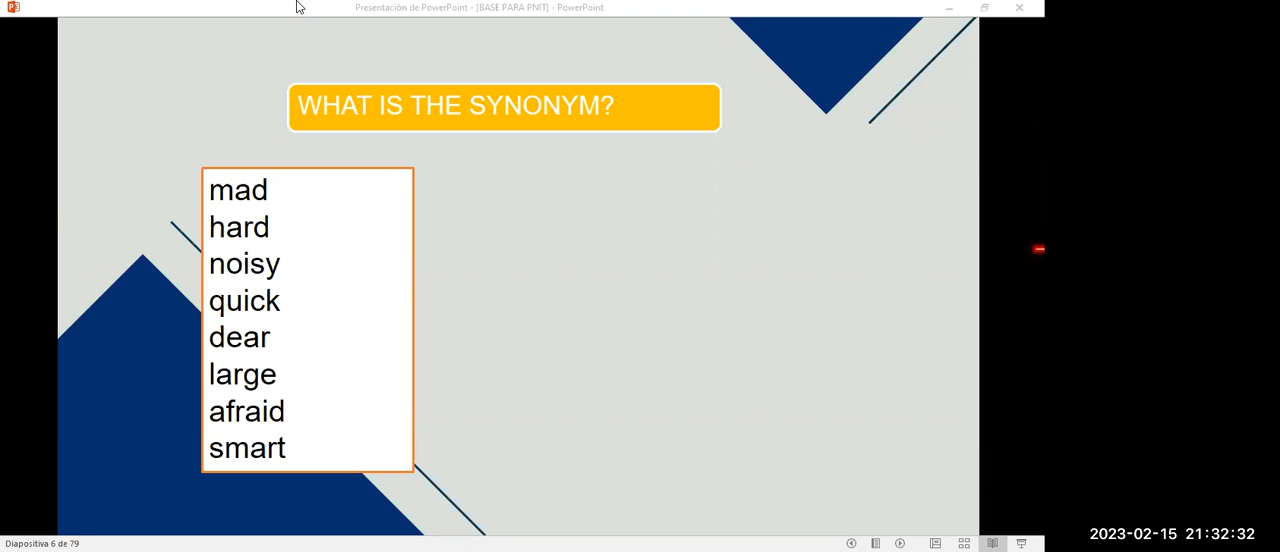 Presentación de PowerPoint - [BASE PARA PNIT] - PowerPoint
WHAT IS THE SYNONYM?
mad
hard
noisy
quick
dear
large
afraid
smart
Diapositiva 6 de 79
2023-02-15 21:32:32